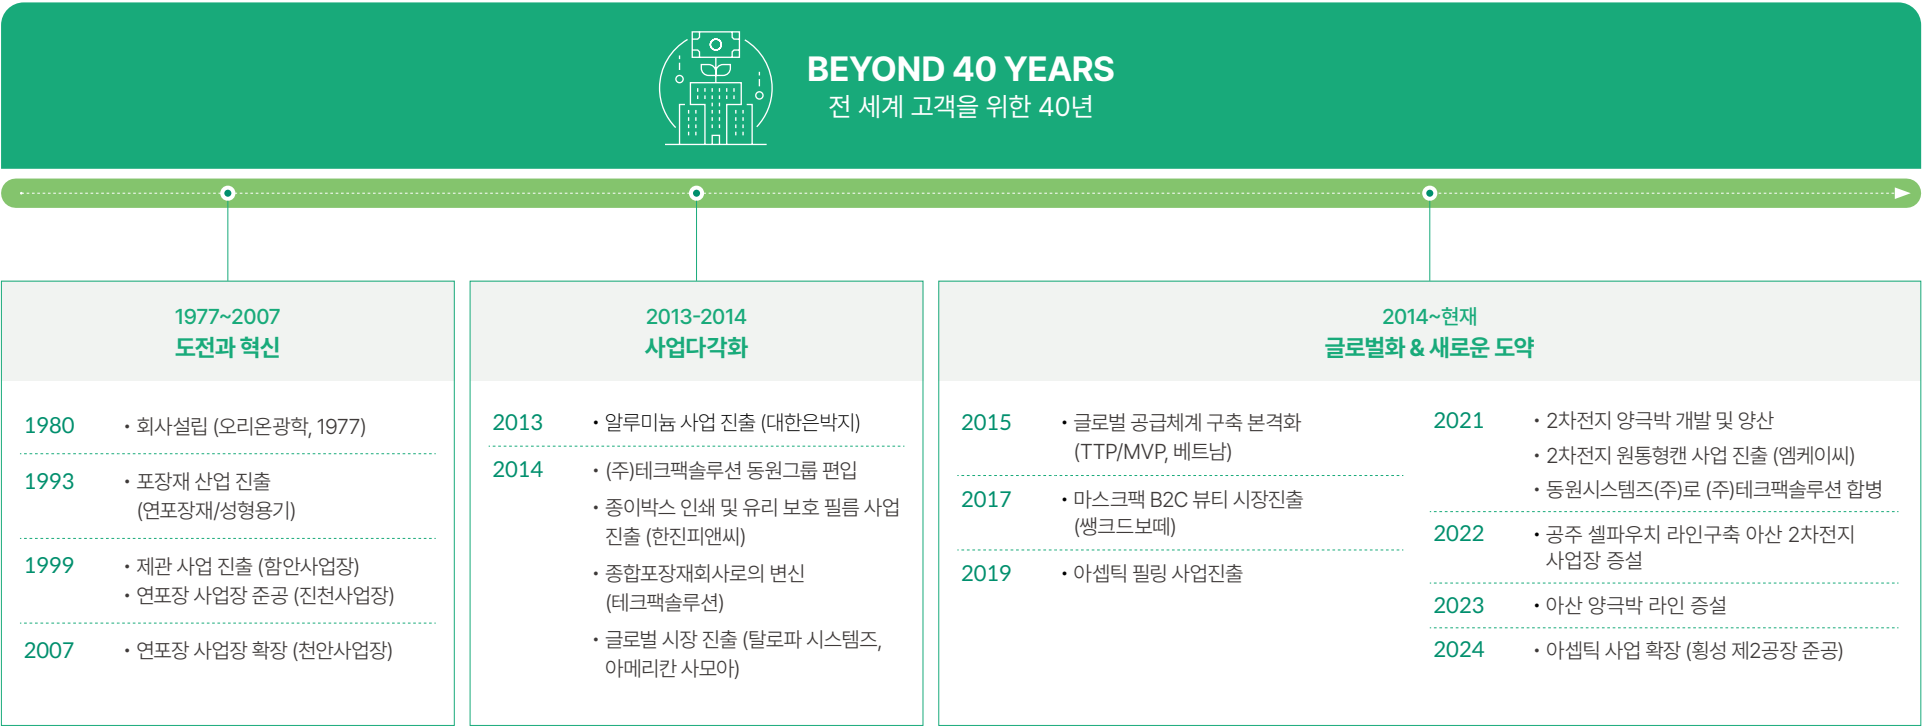 BEYOND 40 YEARS
전 세계 고객을 위한 40년
1977~2007
도전과 혁신
1980
• 회사설립 (오리온광학, 1977)
1993
• 포장재 산업 진출
(연포장재/성형용기)
1999
• 제관 사업 진출 (함안사업장)
• 연포장 사업장 준공 (진천사업장)
2007
• 연포장 사업장 확장 (천안사업장)
2013-2014
사업다각화
2013
• 알루미늄 사업 진출 (대한은박지)
2014
• (주)테크팩솔루션 동원그룹 편입
• 종이박스 인쇄 및 유리 보호 필름 사업
진출 (한진피앤씨)
• 종합포장재회사로의 변신
(테크팩솔루션)
• 글로벌 시장 진출 (탈로파 시스템즈,
아메리칸 사모아)
2014~현재
글로벌화 & 새로운 도약
2015
• 글로벌 공급체계 구축 본격화
(TTP/MVP, 베트남)
2017
• 마스크팩 B2C 뷰티 시장진출
(쌩크드보떼)
2019
• 아셉틱 필링 사업진출
2021
• 2차전지 양극박 개발 및 양산
• 2차전지 원통형캔 사업 진출 (엠케이씨)
• 동원시스템즈(주)로 (주)테크팩솔루션 합병
2022
• 공주 셀파우치 라인구축 아산 2차전지
사업장 증설
2023
• 아산 양극박 라인 증설
2024
• 아셉틱 사업 확장 (횡성 제2공장 준공)